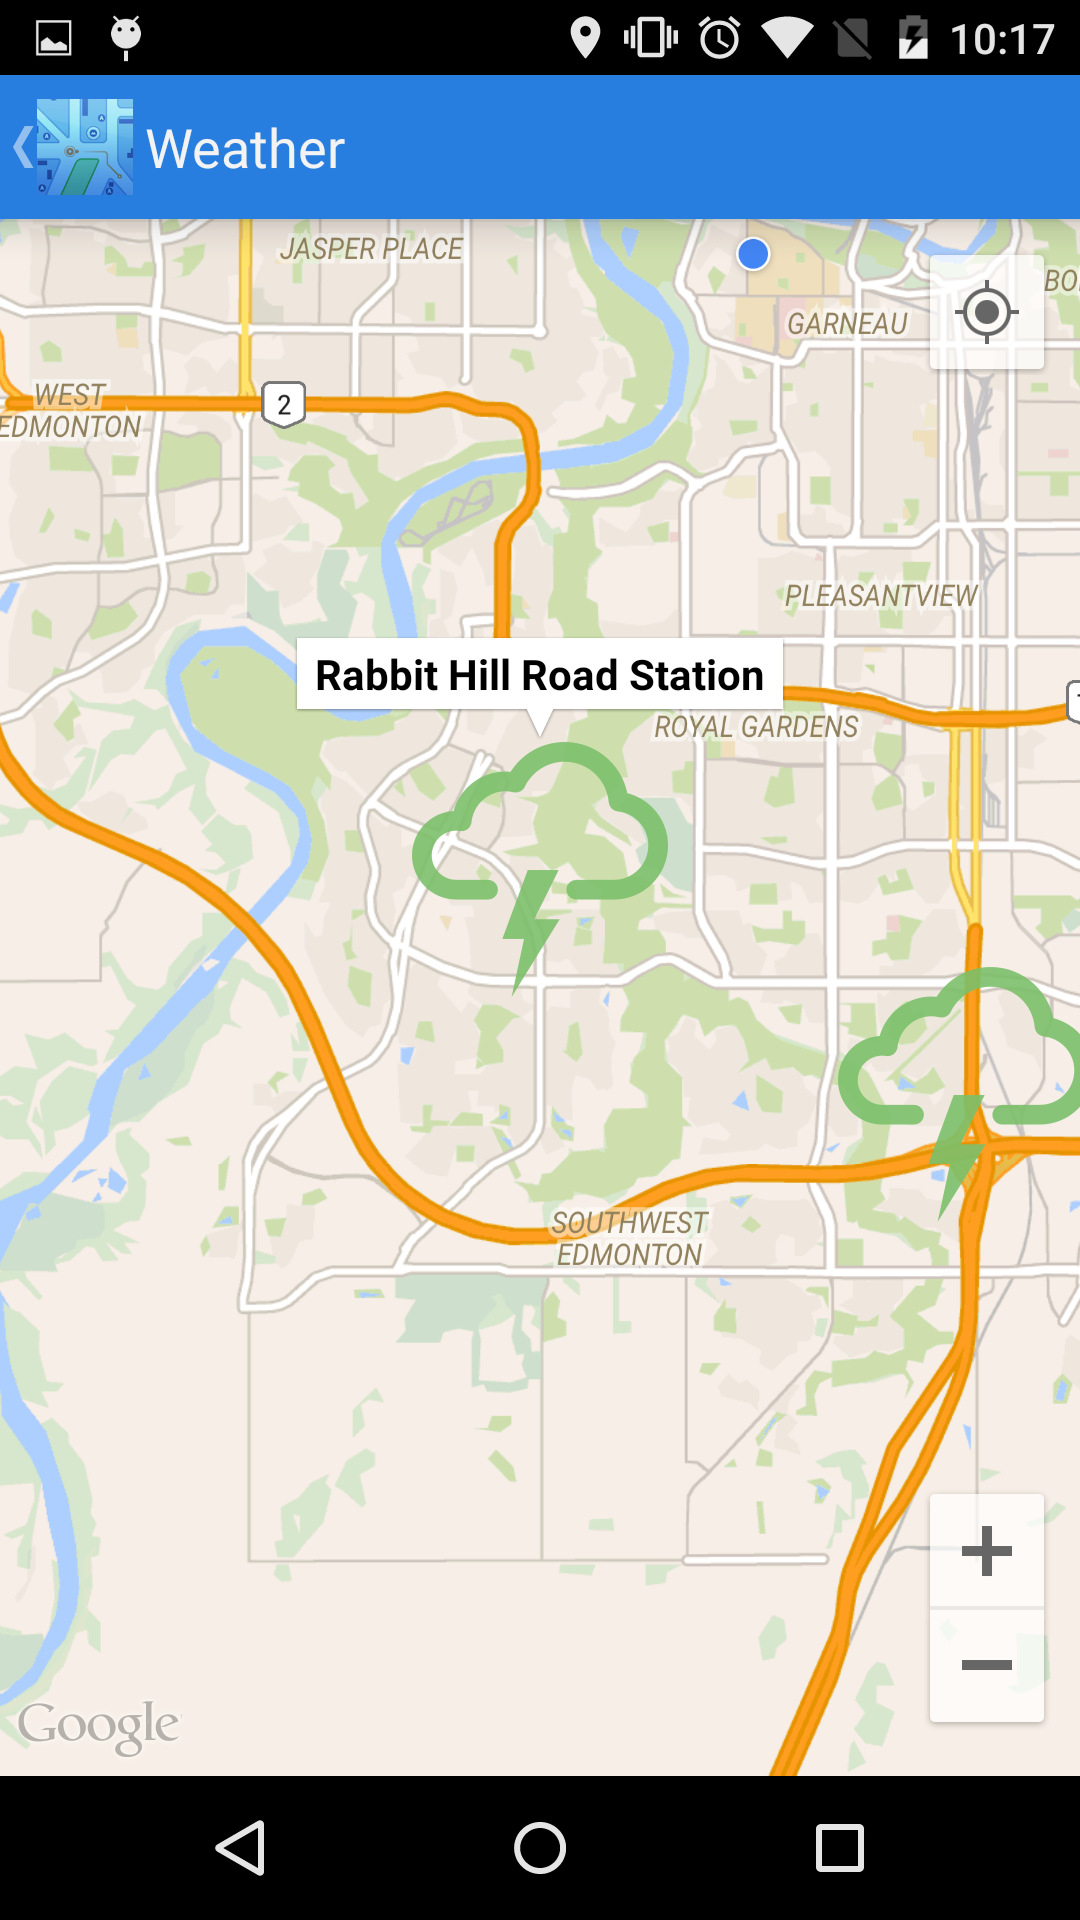 10:17
Weather
JASPER PLACE
BO
GARNEAU
WEST
EDMONTON
2
PLEASANTVIEW
Rabbit Hill Road Station
ROYAL GARDENS
SOUTHWEST
EDMONTON
Google